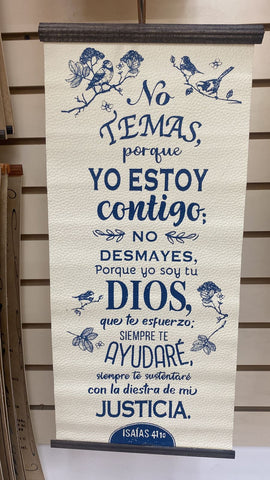 No
TEMAS,
porque
YO ESTOY
contigo;
NO
DESMAYES,
Porque yo soy tu
DIOS,
que te esfuerzo;
SIEMPRE TE
AYUDARÉ,
siempre te sustentaré
con la diestra de mi
JUSTICIA.
ISAÍAS 41:10